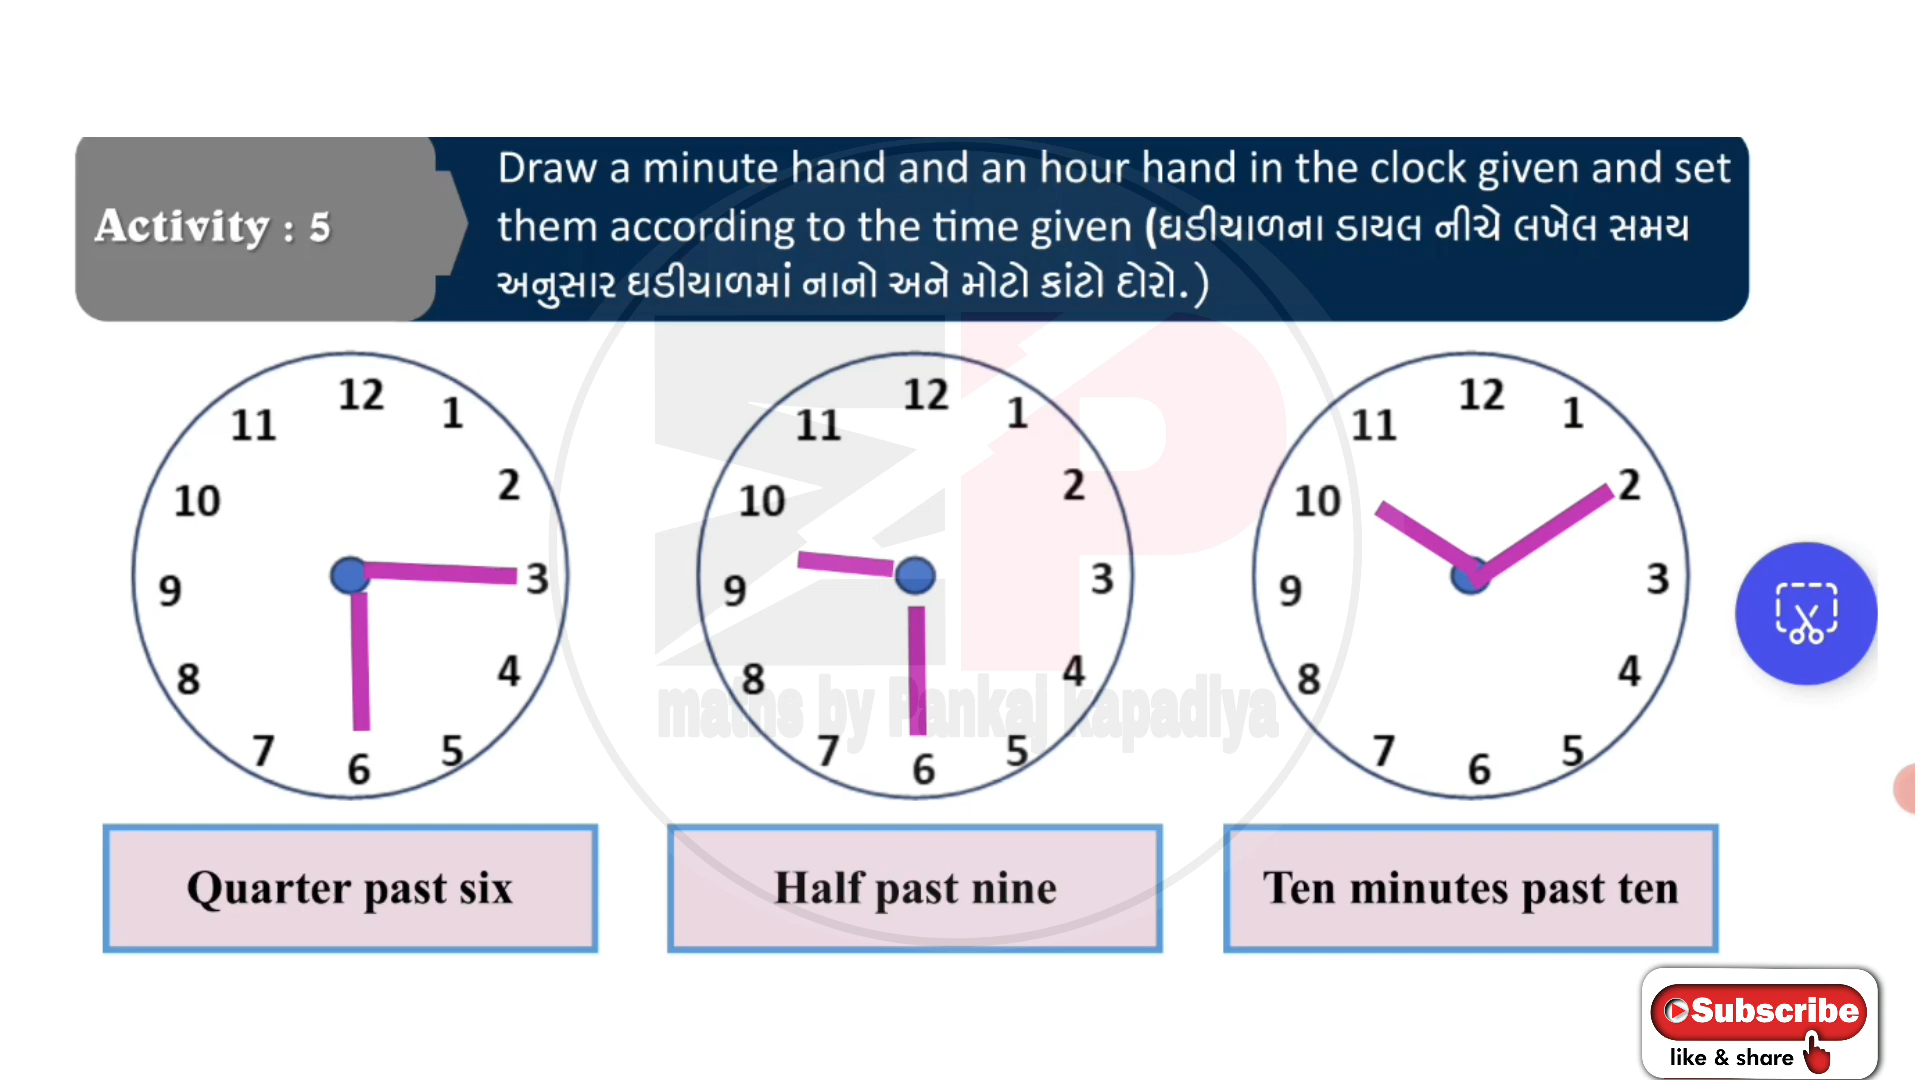 Activity : 5
Draw a minute hand and an hour hand in the clock given and set
them according to the time given (ઘડીયાળના ડાયલ નીચે લખેલ સમય
અનુસાર ઘડીયાળમાં નાનો અને મોટો કાંટો દોરો.)
12
11 1
10 2
9 3
8 4
7 5
6
12
11 1
10 2
9 3
8 4
7 5
6
12
11 1
10 2
9 3
8 4
7 5
6
maths by Pankaj Kapadiya
Quarter past six
Half past nine
Ten minutes past ten
Subscribe
like & share